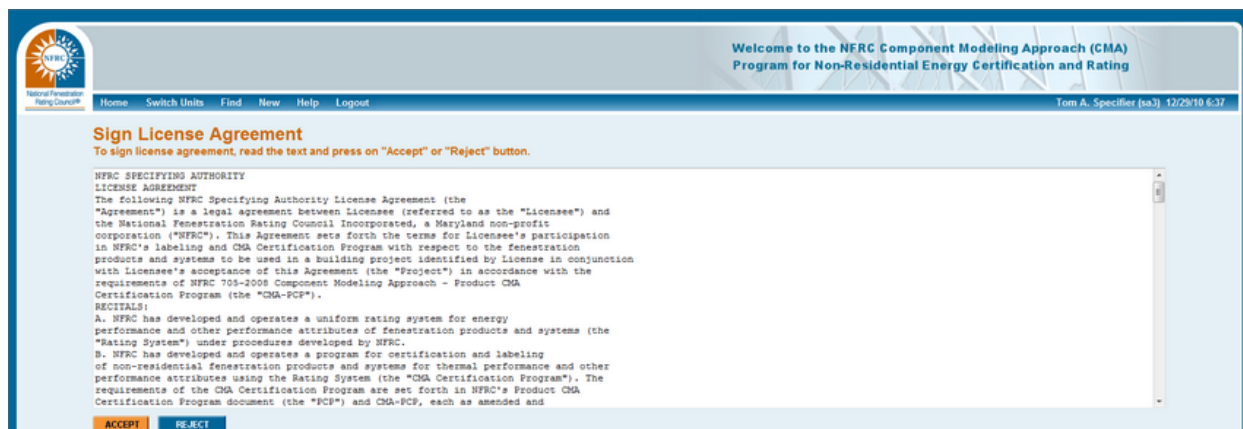 Welcome to the NFRC Component Modeling Approach (CMA)
Program for Non-Residential Energy Certification and Rating
NFRC
National Fenestration
Rating Council®
Home Switch Units Find New Help Logout
Tom A. Specifier (sa3) 12/29/10 6:37
Sign License Agreement
To sign license agreement, read the text and press on "Accept" or "Reject" button.
NFRC SPECIFYING AUTHORITY
LICENSE AGREEMENT
The following NFRC Specifying Authority License Agreement (the
"Agreement") is a legal agreement between Licensee (referred to as the "Licensee") and
the National Fenestration Rating Council Incorporated, a Maryland non-profit
corporation ("NFRC"). This Agreement sets forth the terms for Licensee's participation
in NFRC's labeling and CMA Certification Program with respect to the fenestration
products and systems to be used in a building project identified by License in conjunction
with Licensee's acceptance of this Agreement (the "Project") in accordance with the
requirements of NFRC 705-2008 Component Modeling Approach - Product CMA
Certification Program (the "CMA-PCP").
RECITALS:
A. NFRC has developed and operates a uniform rating system for energy
performance and other performance attributes of fenestration products and systems (the
"Rating System") under procedures developed by NFRC.
B. NFRC has developed and operates a program for certification and labeling
of non-residential fenestration products and systems for thermal performance and other
performance attributes using the Rating System (the "CMA Certification Program"). The
requirements of the CMA Certification Program are set forth in NFRC's Product CMA
Certification Program document (the "PCP") and CMA-PCP, each as amended and
ACCEPT REJECT